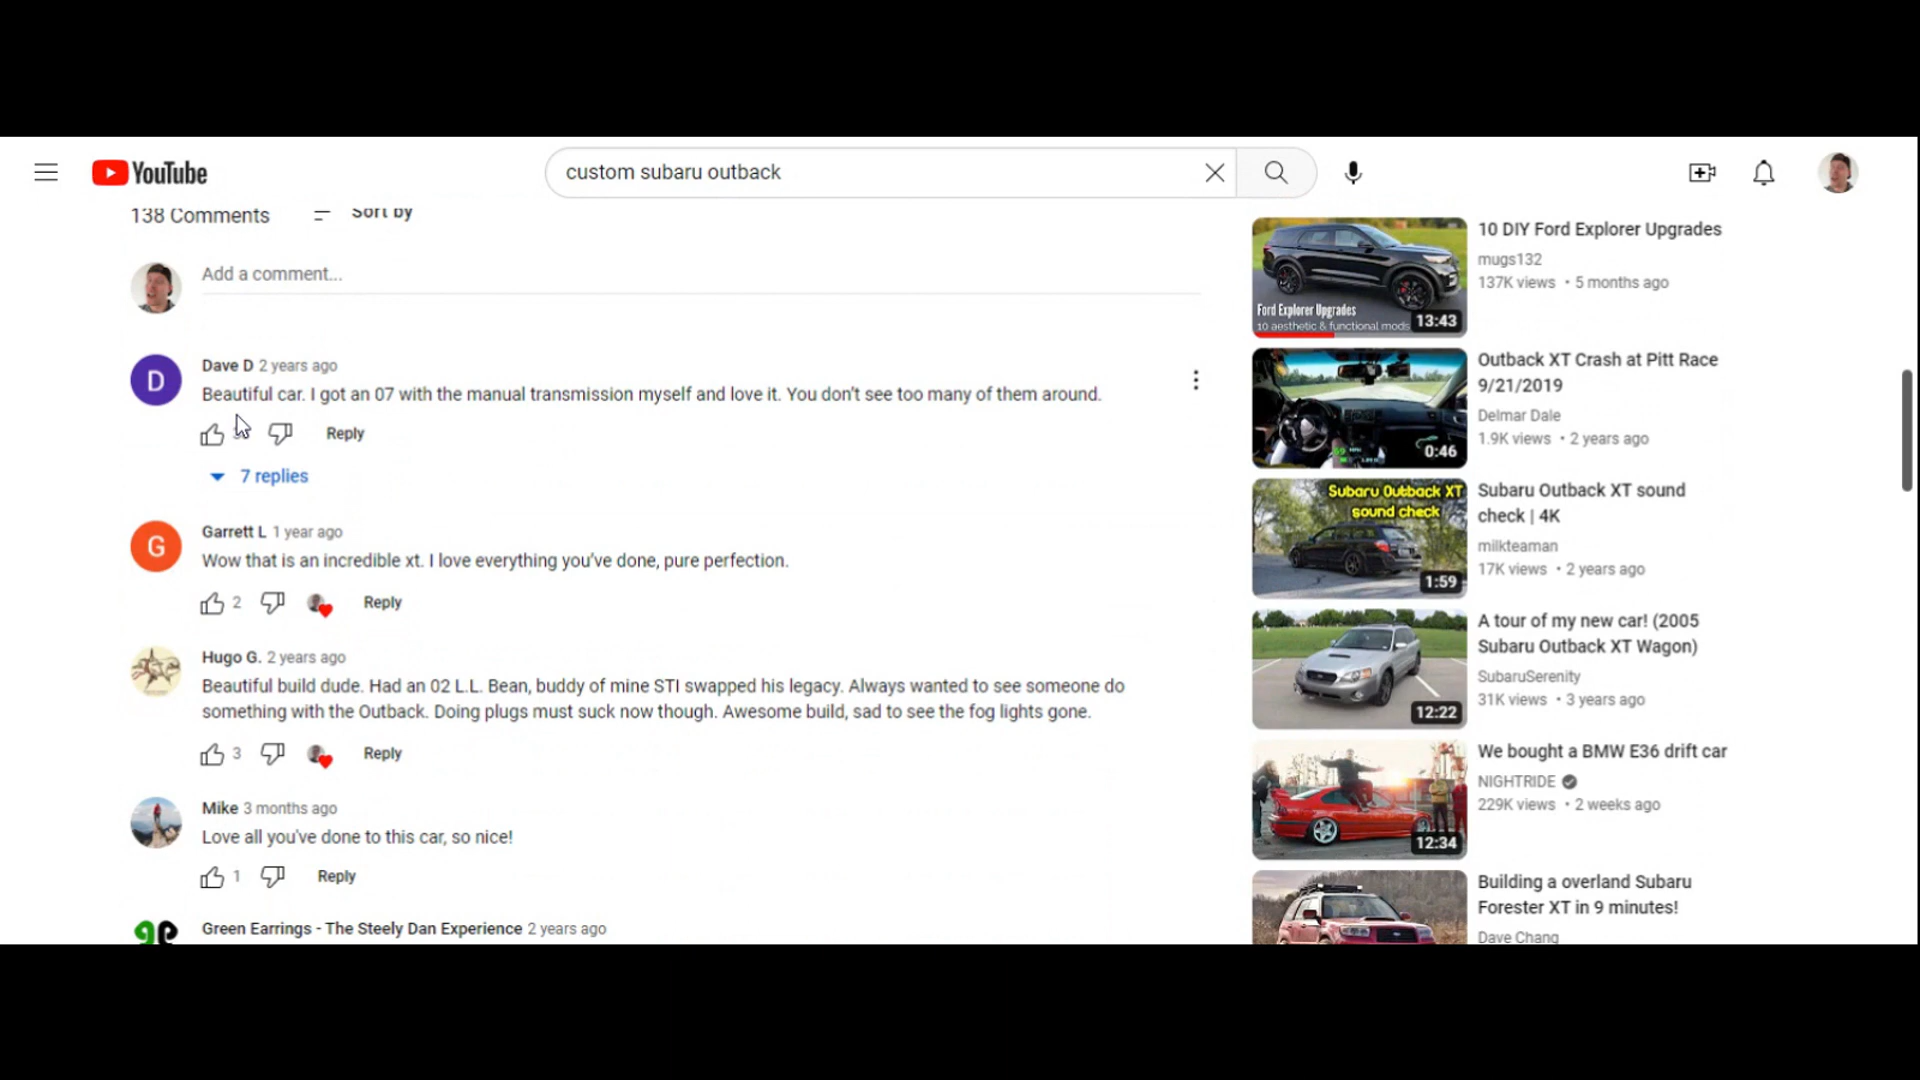 YouTube
custom subaru outback
138 Comments
Sort by
Add a comment...
D
Dave D 2 years ago
Beautiful car. I got an 07 with the manual transmission myself and love it. You don't see too many of them around.
Reply
7 replies
G
Garrett L 1 year ago
Wow that is an incredible xt. I love everything you've done, pure perfection.
2
Reply
Hugo G. 2 years ago
Beautiful build dude. Had an 02 L.L. Bean, buddy of mine STI swapped his legacy. Always wanted to see someone do
something with the Outback. Doing plugs must suck now though. Awesome build, sad to see the fog lights gone.
3
Reply
Mike 3 months ago
Love all you've done to this car, so nice!
1
Reply
Green Earrings - The Steely Dan Experience 2 years ago
Ford Explorer Upgrades
10 aesthetic & functional mods
13:43
10 DIY Ford Explorer Upgrades
mugs132
137K views • 5 months ago
0:46
Outback XT Crash at Pitt Race
9/21/2019
Delmar Dale
1.9K views • 2 years ago
Subaru Outback XT
sound check
1:59
Subaru Outback XT sound
check | 4K
milkteaman
17K views • 2 years ago
12:22
A tour of my new car! (2005
Subaru Outback XT Wagon)
SubaruSerenity
31K views • 3 years ago
12:34
We bought a BMW E36 drift car
NIGHTRIDE
229K views • 2 weeks ago
Building a overland Subaru
Forester XT in 9 minutes!
Dave Chang